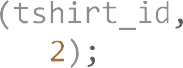 (tshirt_id,
2);